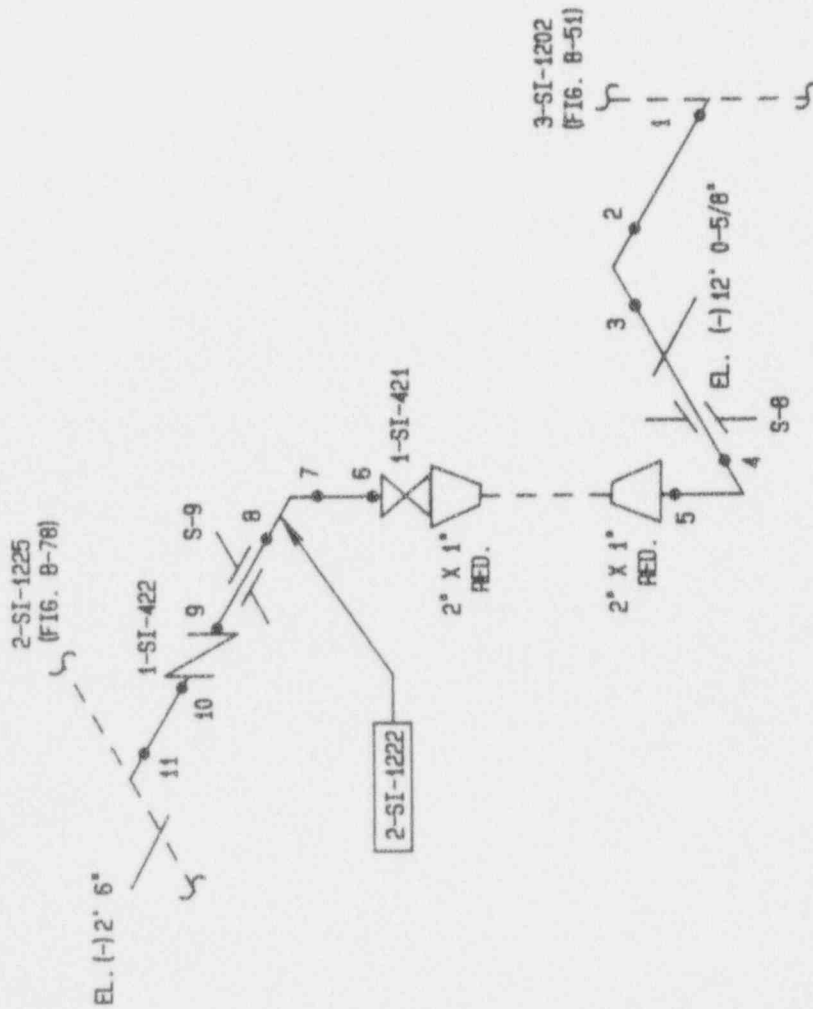 EL. (-)2' 6"
2-SI-1225
(FIG. B-78)
11
1-SI-422
10
9
S-9
8
7
6
1-SI-421
2-SI-1222
2" X 1"
RED.
2" X 1"
RED.
5
4
S-8
EL. (-)12' 0-5/8"
3
2
1
3-SI-1202
(FIG. B-51)